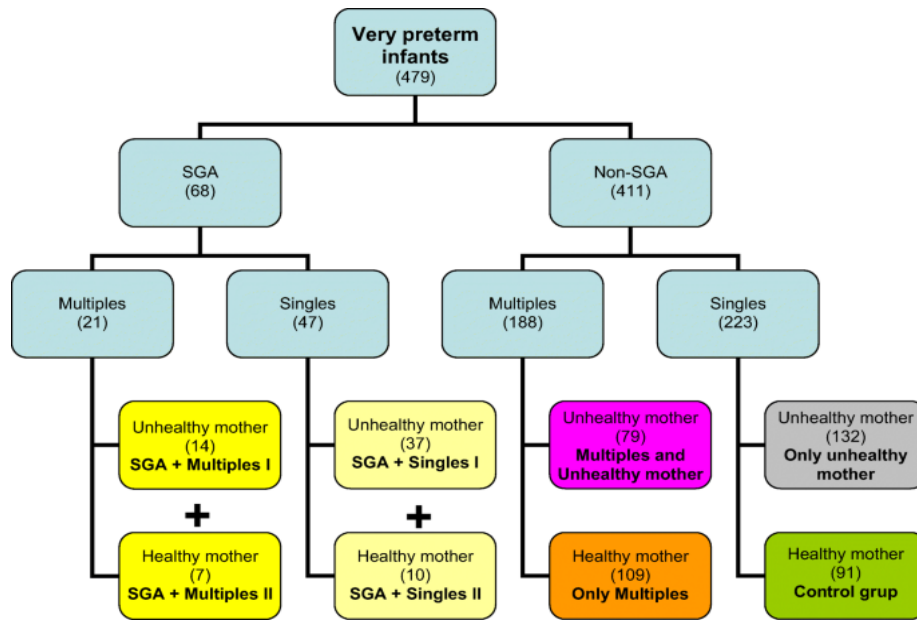 Very preterm
infants
(479)
SGA
(68)
Non-SGA
(411)
Multiples
(21)
Singles
(47)
Multiples
(188)
Singles
(223)
Unhealthy mother
(14)
SGA + Multiples I
Unhealthy mother
(37)
SGA + Singles I
Unhealthy mother
(79)
Multiples and
Unhealthy mother
Unhealthy mother
(132)
Only unhealthy
mother
+
+
Healthy mother
(7)
SGA + Multiples II
Healthy mother
(10)
SGA + Singles II
Healthy mother
(109)
Only Multiples
Healthy mother
(91)
Control grup